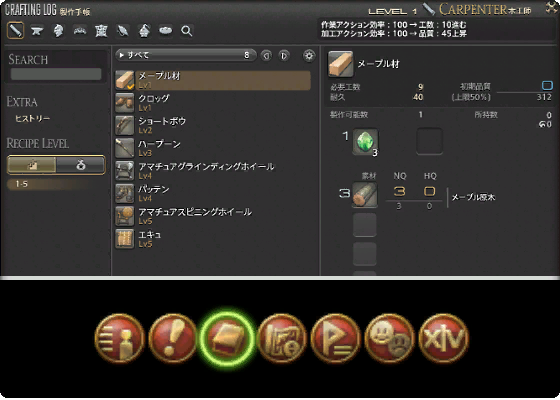 CRAFTING LOG 製作手帳
LEVEL 1 CARPENTER 木工師
作業アクション効率：100 → 工数：10進む
加工アクション効率：100 → 品質：45上昇
SEARCH
EXTRA
ヒストリー
RECIPE LEVEL
1-5
すべて 8
メープル材
Lv1
クロッグ
Lv1
ショートボウ
Lv2
ハープーン
Lv3
アマチュアグラインディングホイール
Lv4
パッテン
Lv4
アマチュアスピニングホイール
Lv5
エキュ
Lv5
メープル材
必要工数 9 初期品質
耐久 40 (上限50%) 312
製作可能数 1 所持数 0
0
1 3
素材 NQ HQ
3 3 0 メープル原木
3 0
XIV